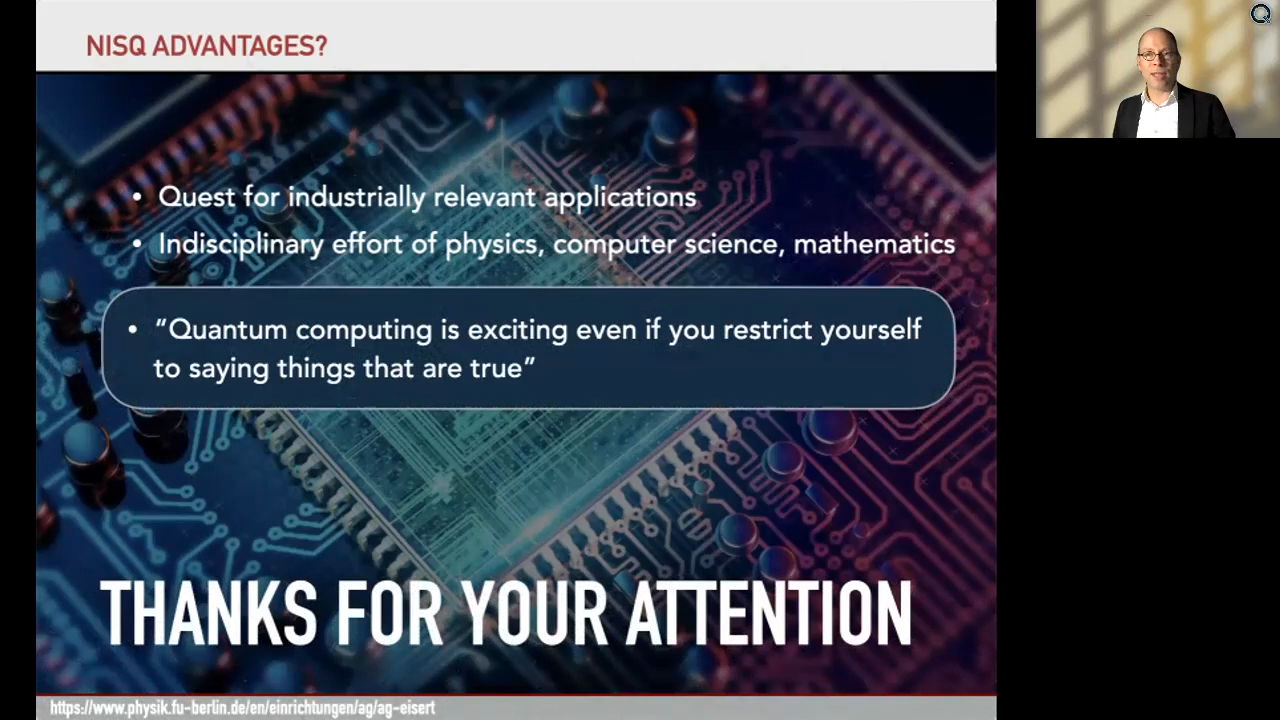 NISQ ADVANTAGES?
• Quest for industrially relevant applications
• Indisciplinary effort of physics, computer science, mathematics
• “Quantum computing is exciting even if you restrict yourself
to saying things that are true”
THANKS FOR YOUR ATTENTION
https://www.physik.fu-berlin.de/en/einrichtungen/ag/ag-eisert